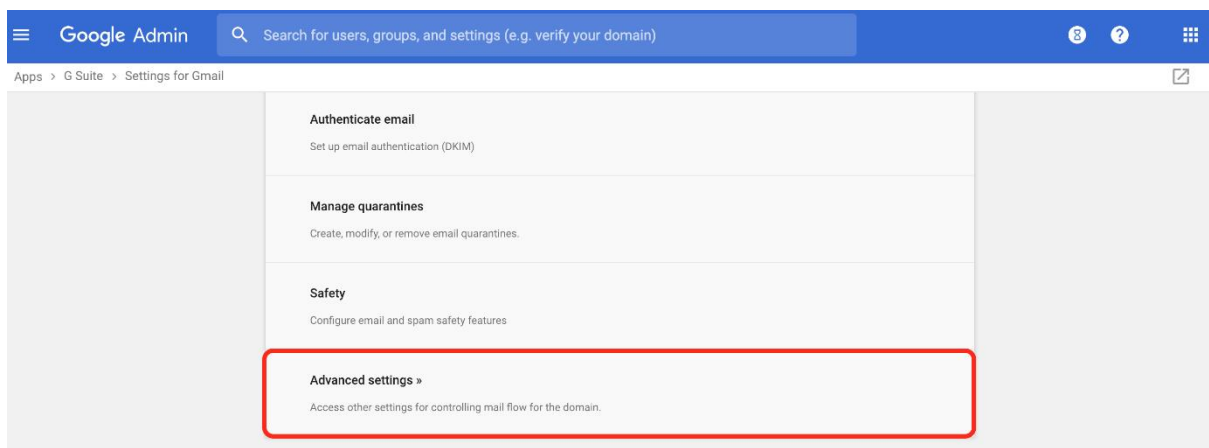 Google Admin
Search for users, groups, and settings (e.g. verify your domain)
Apps > G Suite > Settings for Gmail
Authenticate email
Set up email authentication (DKIM)
Manage quarantines
Create, modify, or remove email quarantines.
Safety
Configure email and spam safety features
Advanced settings »
Access other settings for controlling mail flow for the domain.